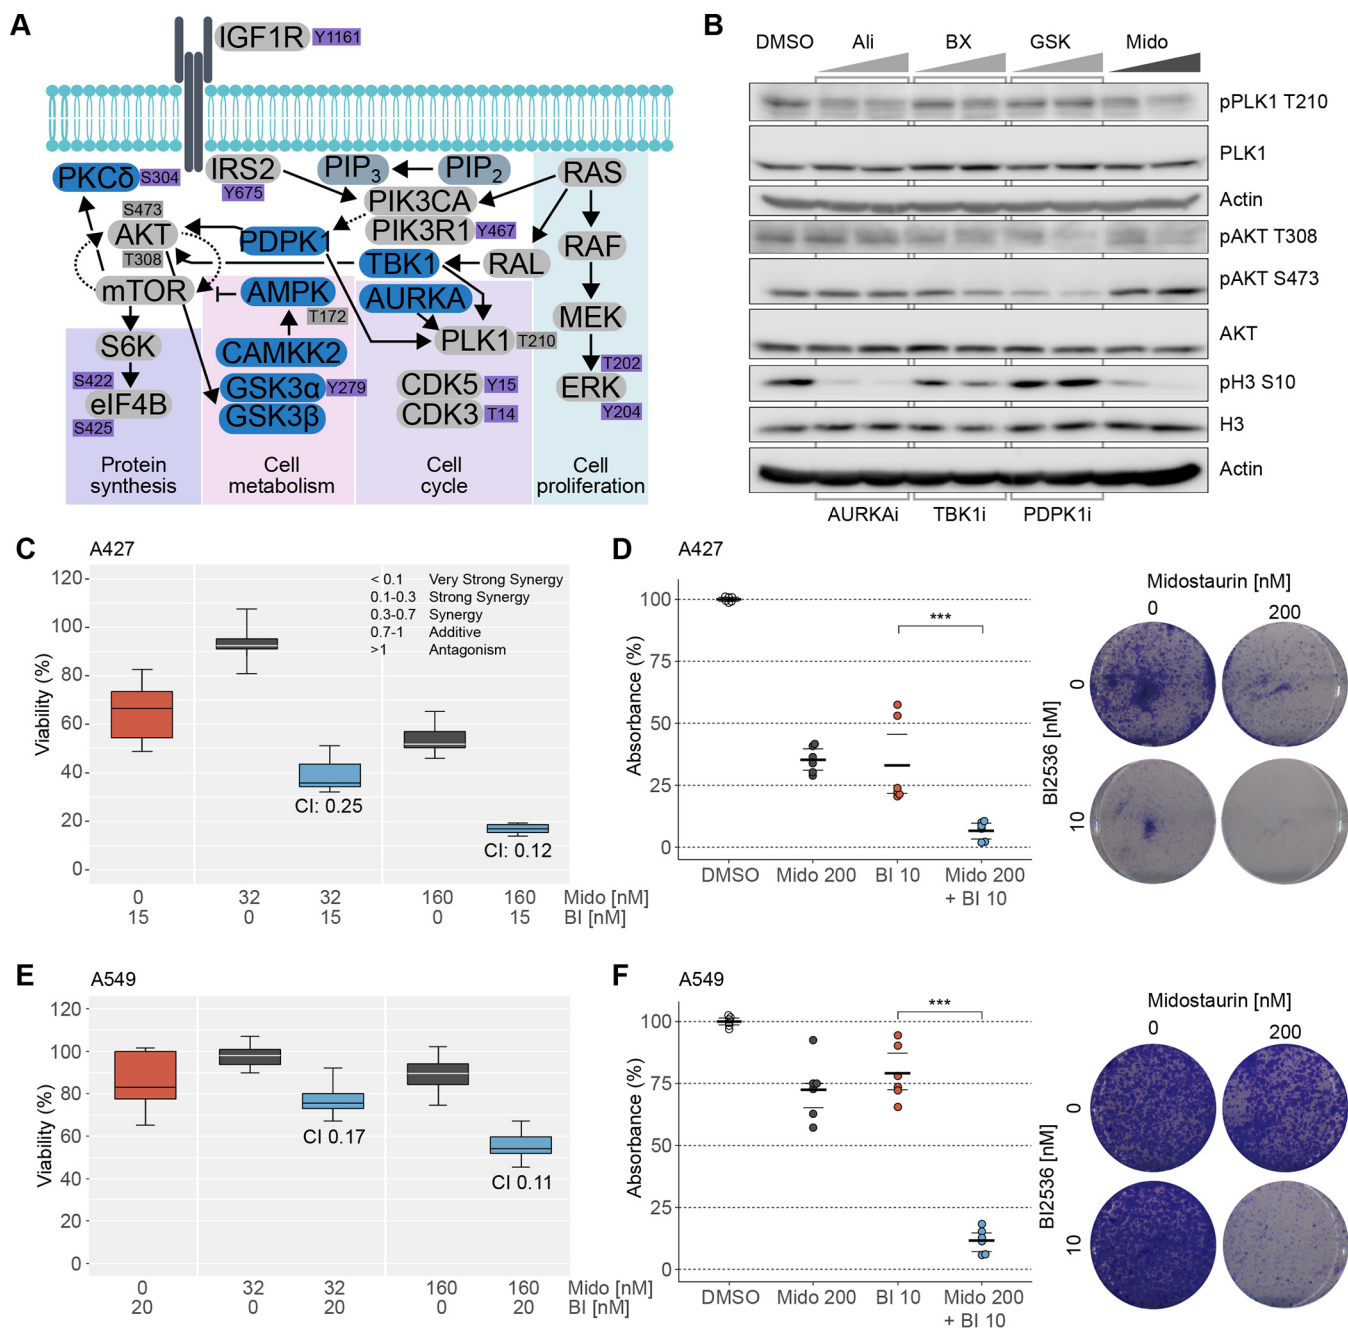 A
IGF1R
Y1161
PKCδ
S304
IRS2
Y675
PIP3
PIP2
RAS
S473
AKT
T308
PIK3CA
PIK3R1
Y467
PDPK1
RAF
TBK1
RAL
mTOR
AMPK
T172
AURKA
MEK
S6K
CAMKK2
PLK1
T210
T202
S422
eIF4B
S425
GSK3α
Y279
GSK3β
CDK5
Y15
CDK3
T14
ERK
Y204
Protein
synthesis
Cell
metabolism
Cell
cycle
Cell
proliferation
B
DMSO Ali BX GSK Mido
pPLK1 T210
PLK1
Actin
pAKT T308
pAKT S473
AKT
pH3 S10
H3
Actin
AURKAi TBK1i PDPK1i
C
A427
Viability (%)
120
100
80
60
40
20
0
< 0.1 Very Strong Synergy
0.1-0.3 Strong Synergy
0.3-0.7 Synergy
0.7-1 Additive
>1 Antagonism
CI: 0.25
CI: 0.12
0 32 32 160 160 Mido [nM]
15 0 15 0 15 BI [nM]
D
A427
Absorbance (%)
100
75
50
25
0
***
DMSO Mido 200 BI 10 Mido 200
+ BI 10
Midostaurin [nM]
0 200
BI2536 [nM]
0
10
E
A549
Viability (%)
120
100
80
60
40
20
0
CI 0.17
CI 0.11
0 32 32 160 160 Mido [nM]
20 0 20 0 20 BI [nM]
F
A549
Absorbance (%)
100
75
50
25
0
***
DMSO Mido 200 BI 10 Mido 200
+ BI 10
Midostaurin [nM]
0 200
BI2536 [nM]
0
10